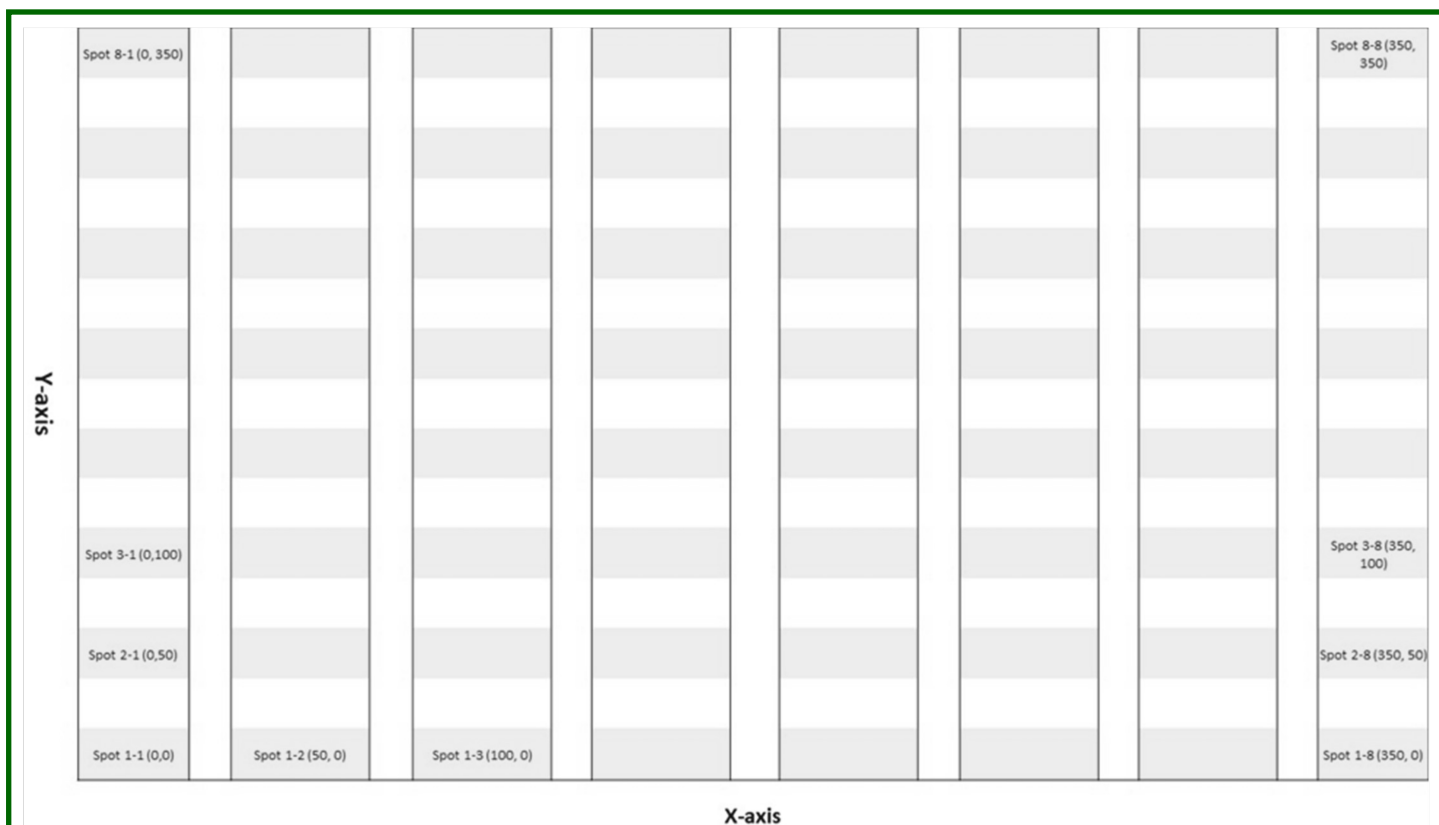 Spot 8-1 (0, 350)
Spot 8-8 (350,
350)
Y-axis
Spot 3-1 (0,100)
Spot 3-8 (350,
100)
Spot 2-1 (0,50)
Spot 2-8 (350, 50)
Spot 1-1 (0,0)
Spot 1-2 (50, 0)
Spot 1-3 (100, 0)
Spot 1-8 (350, 0)
X-axis